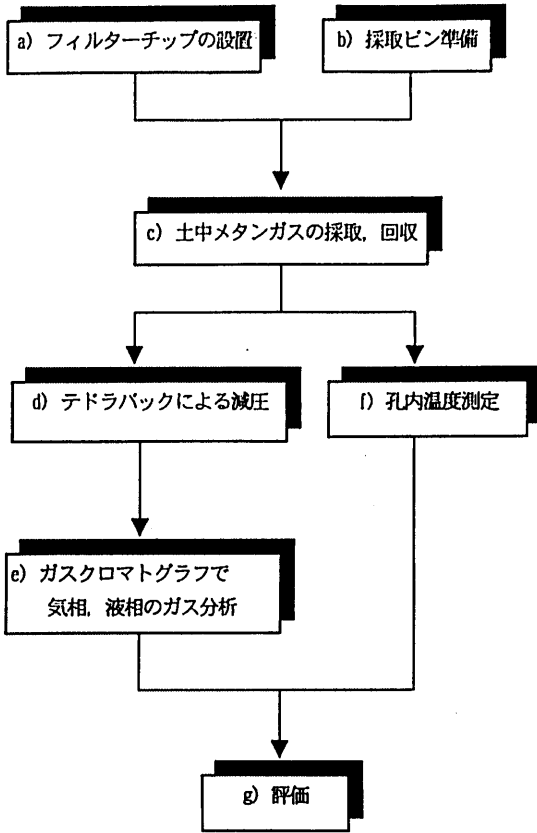 a) フィルターチップの設置
b) 採取ビン準備
c) 土中メタンガスの採取，回収
d) テドラバックによる減圧
f) 孔内温度測定
e) ガスクロマトグラフで
気相，液相のガス分析
g) 評価